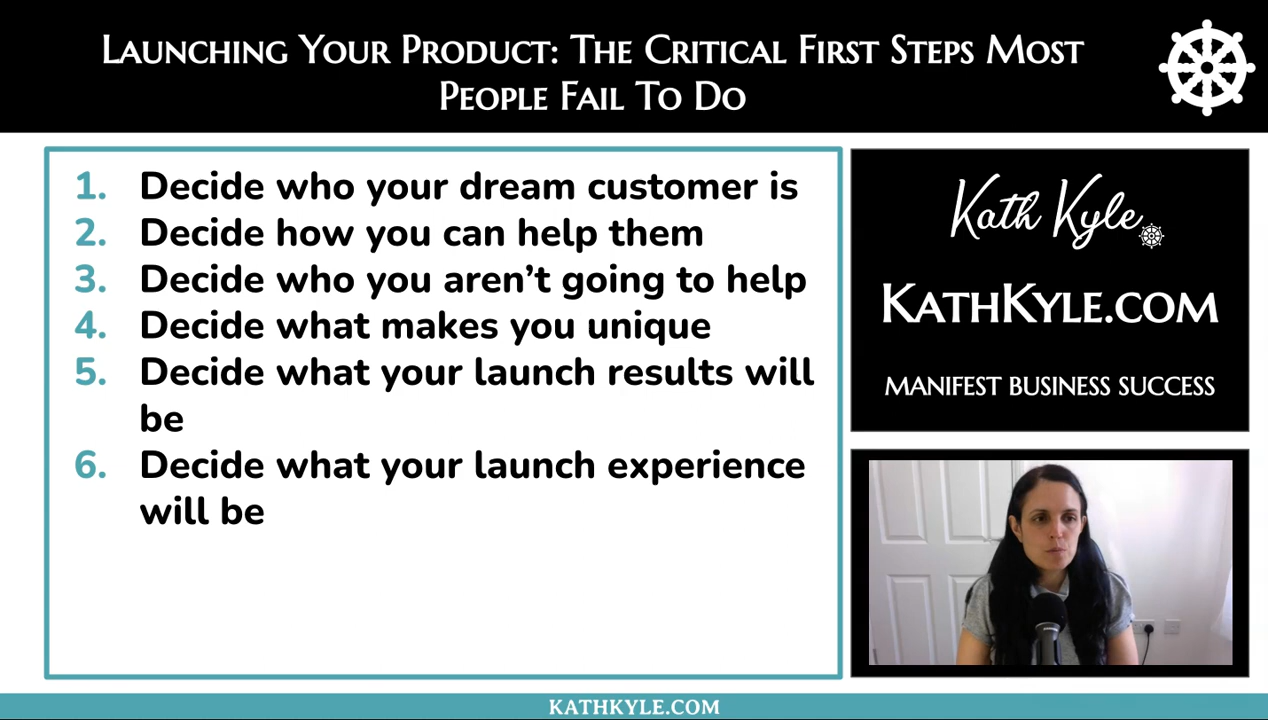 Launching Your Product: The Critical First Steps Most
People Fail To Do
1. Decide who your dream customer is
2. Decide how you can help them
3. Decide who you aren’t going to help
4. Decide what makes you unique
5. Decide what your launch results will
be
6. Decide what your launch experience
will be
Kath Kyle
KathKyle.com
MANIFEST BUSINESS SUCCESS
KATHKYLE.COM